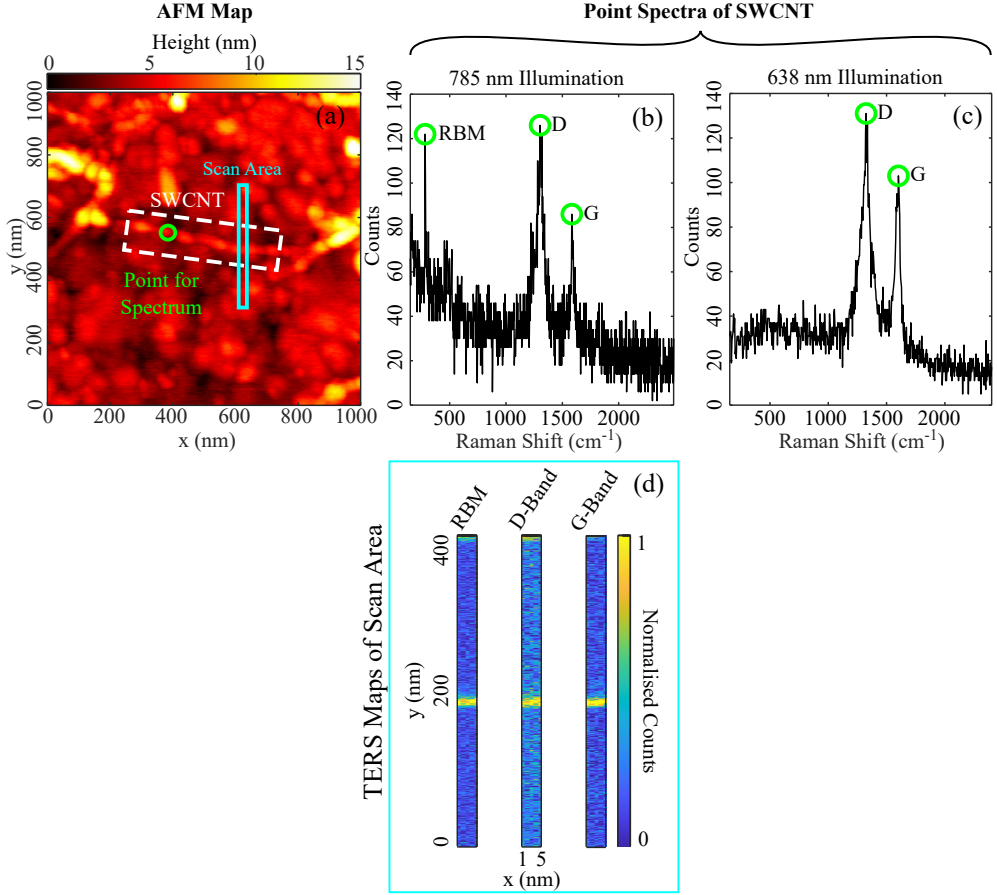 AFM Map
Point Spectra of SWCNT
Height (nm)
0 5 10 15
(a)
1000
800
600
400
200
0
y (nm)
0 200 400 600 800 1000
x (nm)
Scan Area
SWCNT
Point for
Spectrum
785 nm Illumination
(b)
140
120
100
80
60
40
20
0
Counts
RBM
D
G
500 1000 1500 2000
Raman Shift (cm⁻¹)
638 nm Illumination
(c)
140
120
100
80
60
40
20
0
Counts
D
G
500 1000 1500 2000
Raman Shift (cm⁻¹)
TERS Maps of Scan Area
(d)
RBM
D-Band
G-Band
400
200
0
y (nm)
1 5
x (nm)
1
0
Normalised Counts